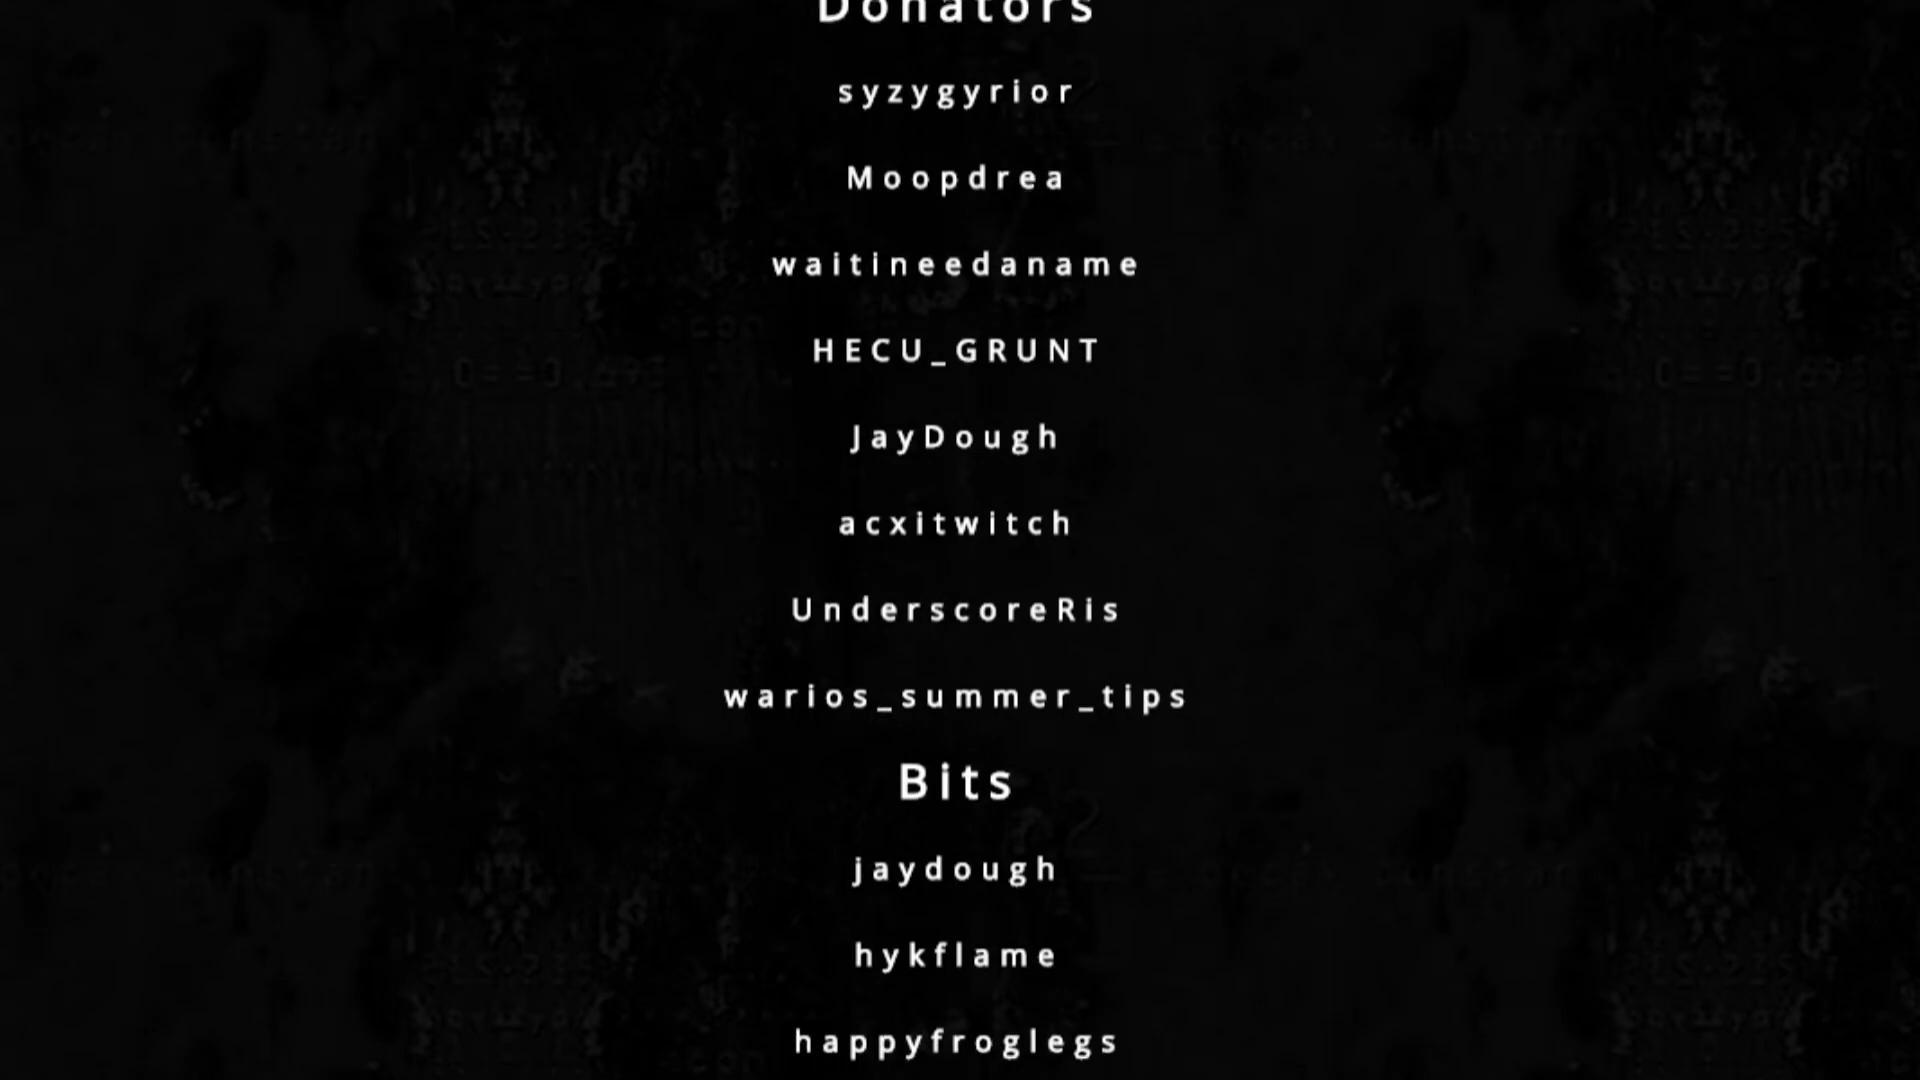 Donators
syzygyrior
Moopdrea
waitineedaname
HECU_GRUNT
JayDough
acxitwitch
UnderscoreRis
warios_summer_tips
Bits
jaydough
hykflame
happyfroglegs